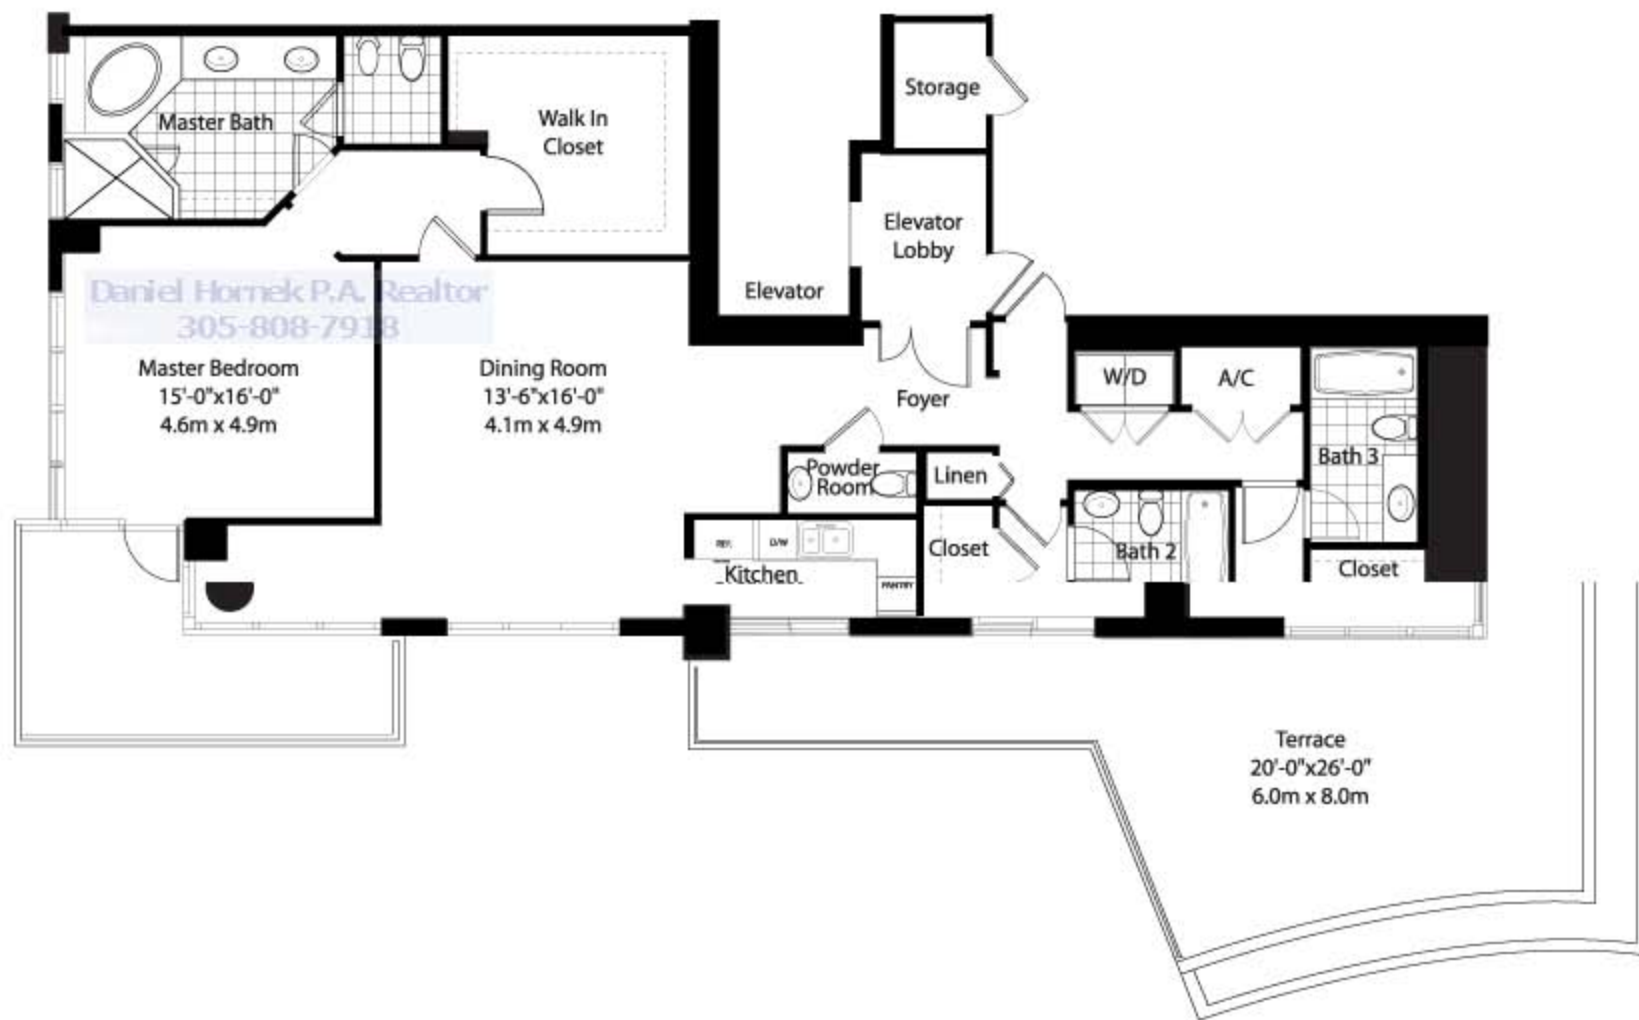 Storage
Master Bath
Walk In
Closet
Elevator
Lobby
Elevator
Daniel Hornek P.A. Realtor
305-808-7918
Master Bedroom
15'-0"x16'-0"
4.6m x 4.9m
Dining Room
13'-6"x16'-0"
4.1m x 4.9m
Foyer
W/D
A/C
Bath 3
Powder
Room
Linen
REF.
D/W
Kitchen
PANTRY
Closet
Bath 2
Closet
Terrace
20'-0"x26'-0"
6.0m x 8.0m